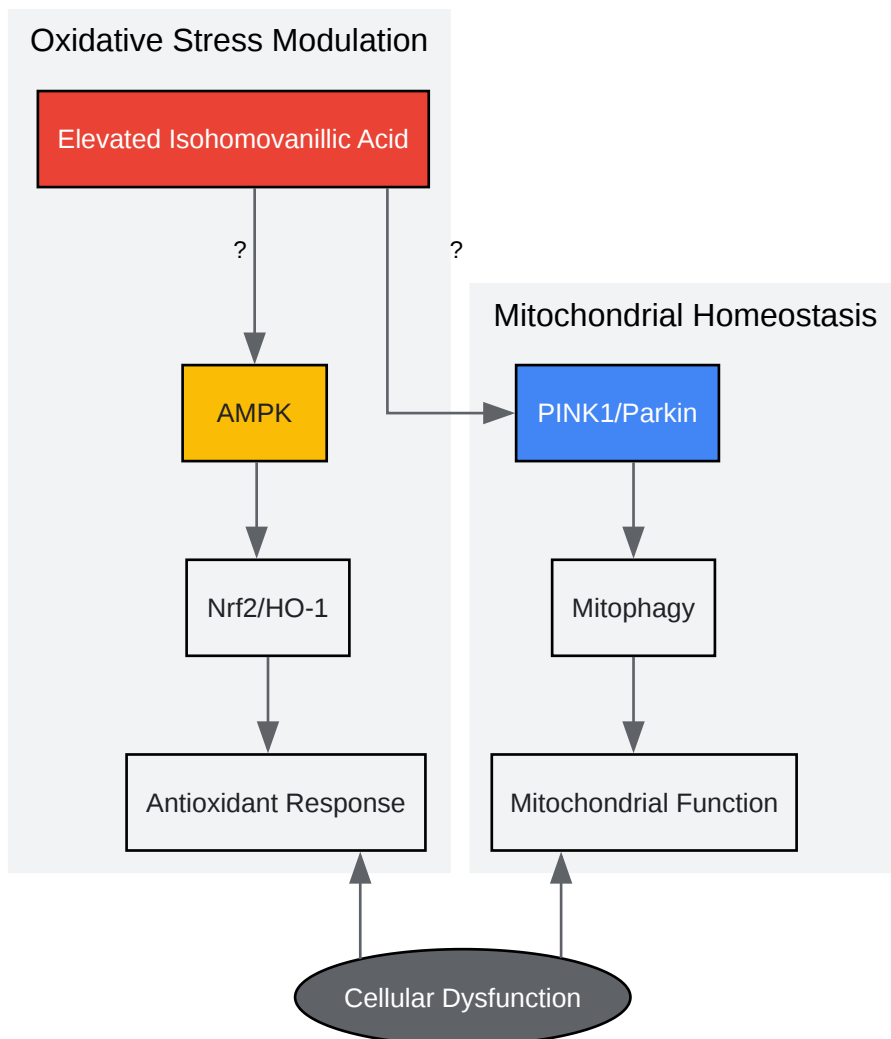 Oxidative Stress Modulation
Elevated Isohomovanillic Acid
?
?
Mitochondrial Homeostasis
AMPK
PINK1/Parkin
Nrf2/HO-1
Mitophagy
Antioxidant Response
Mitochondrial Function
Cellular Dysfunction